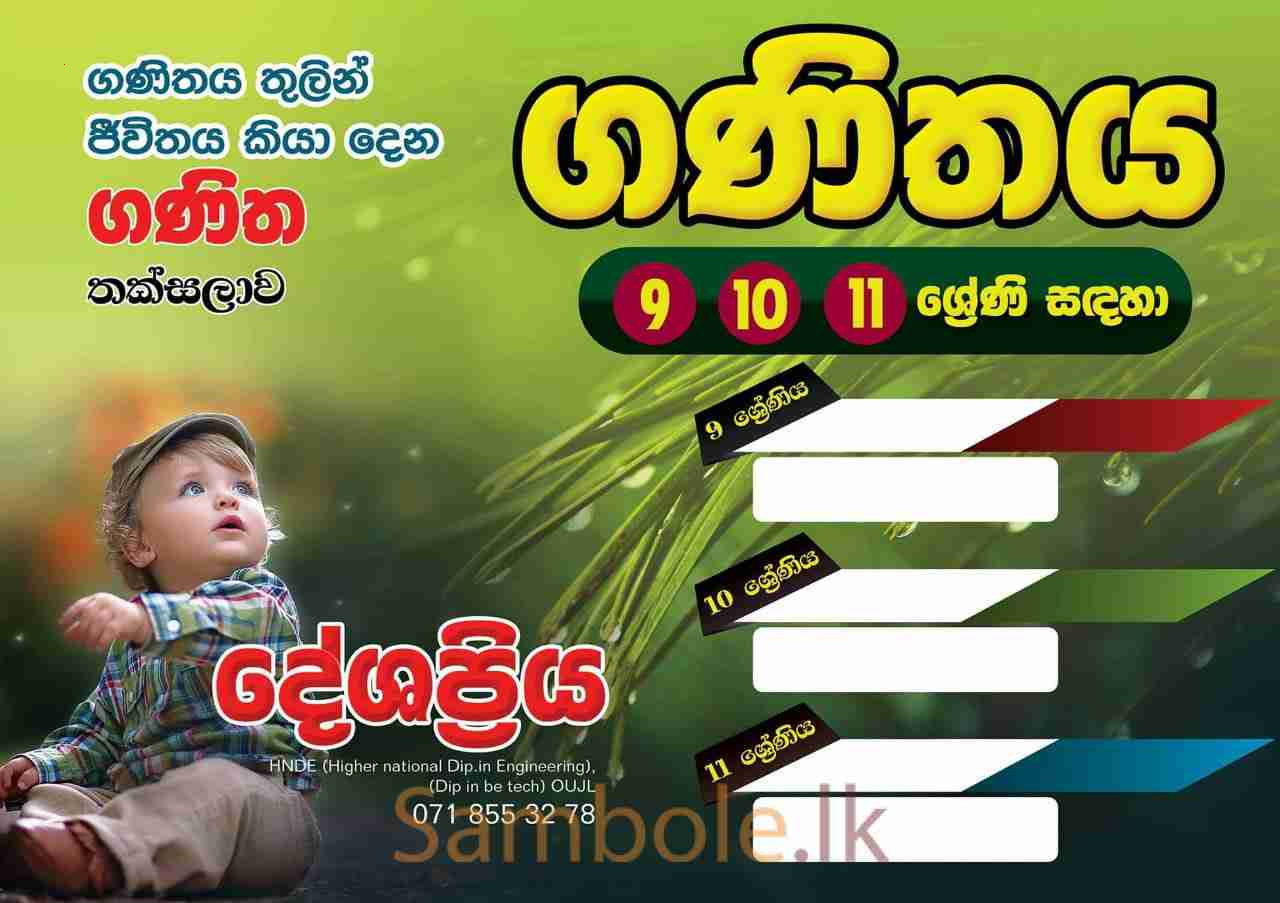 ගණිතය තුලින්
ජීවිතය කියා දෙන
ගණිත
තක්සලාව
ගණිතය
9 10 11 ශ්‍රේණි සඳහා
9 ශ්‍රේණිය
10 ශ්‍රේණිය
11 ශ්‍රේණිය
දේශප්‍රිය
HNDE (Higher national Dip.in Engineering),
(Dip in be tech) OUJL
071 855 32 78
Sambole.lk